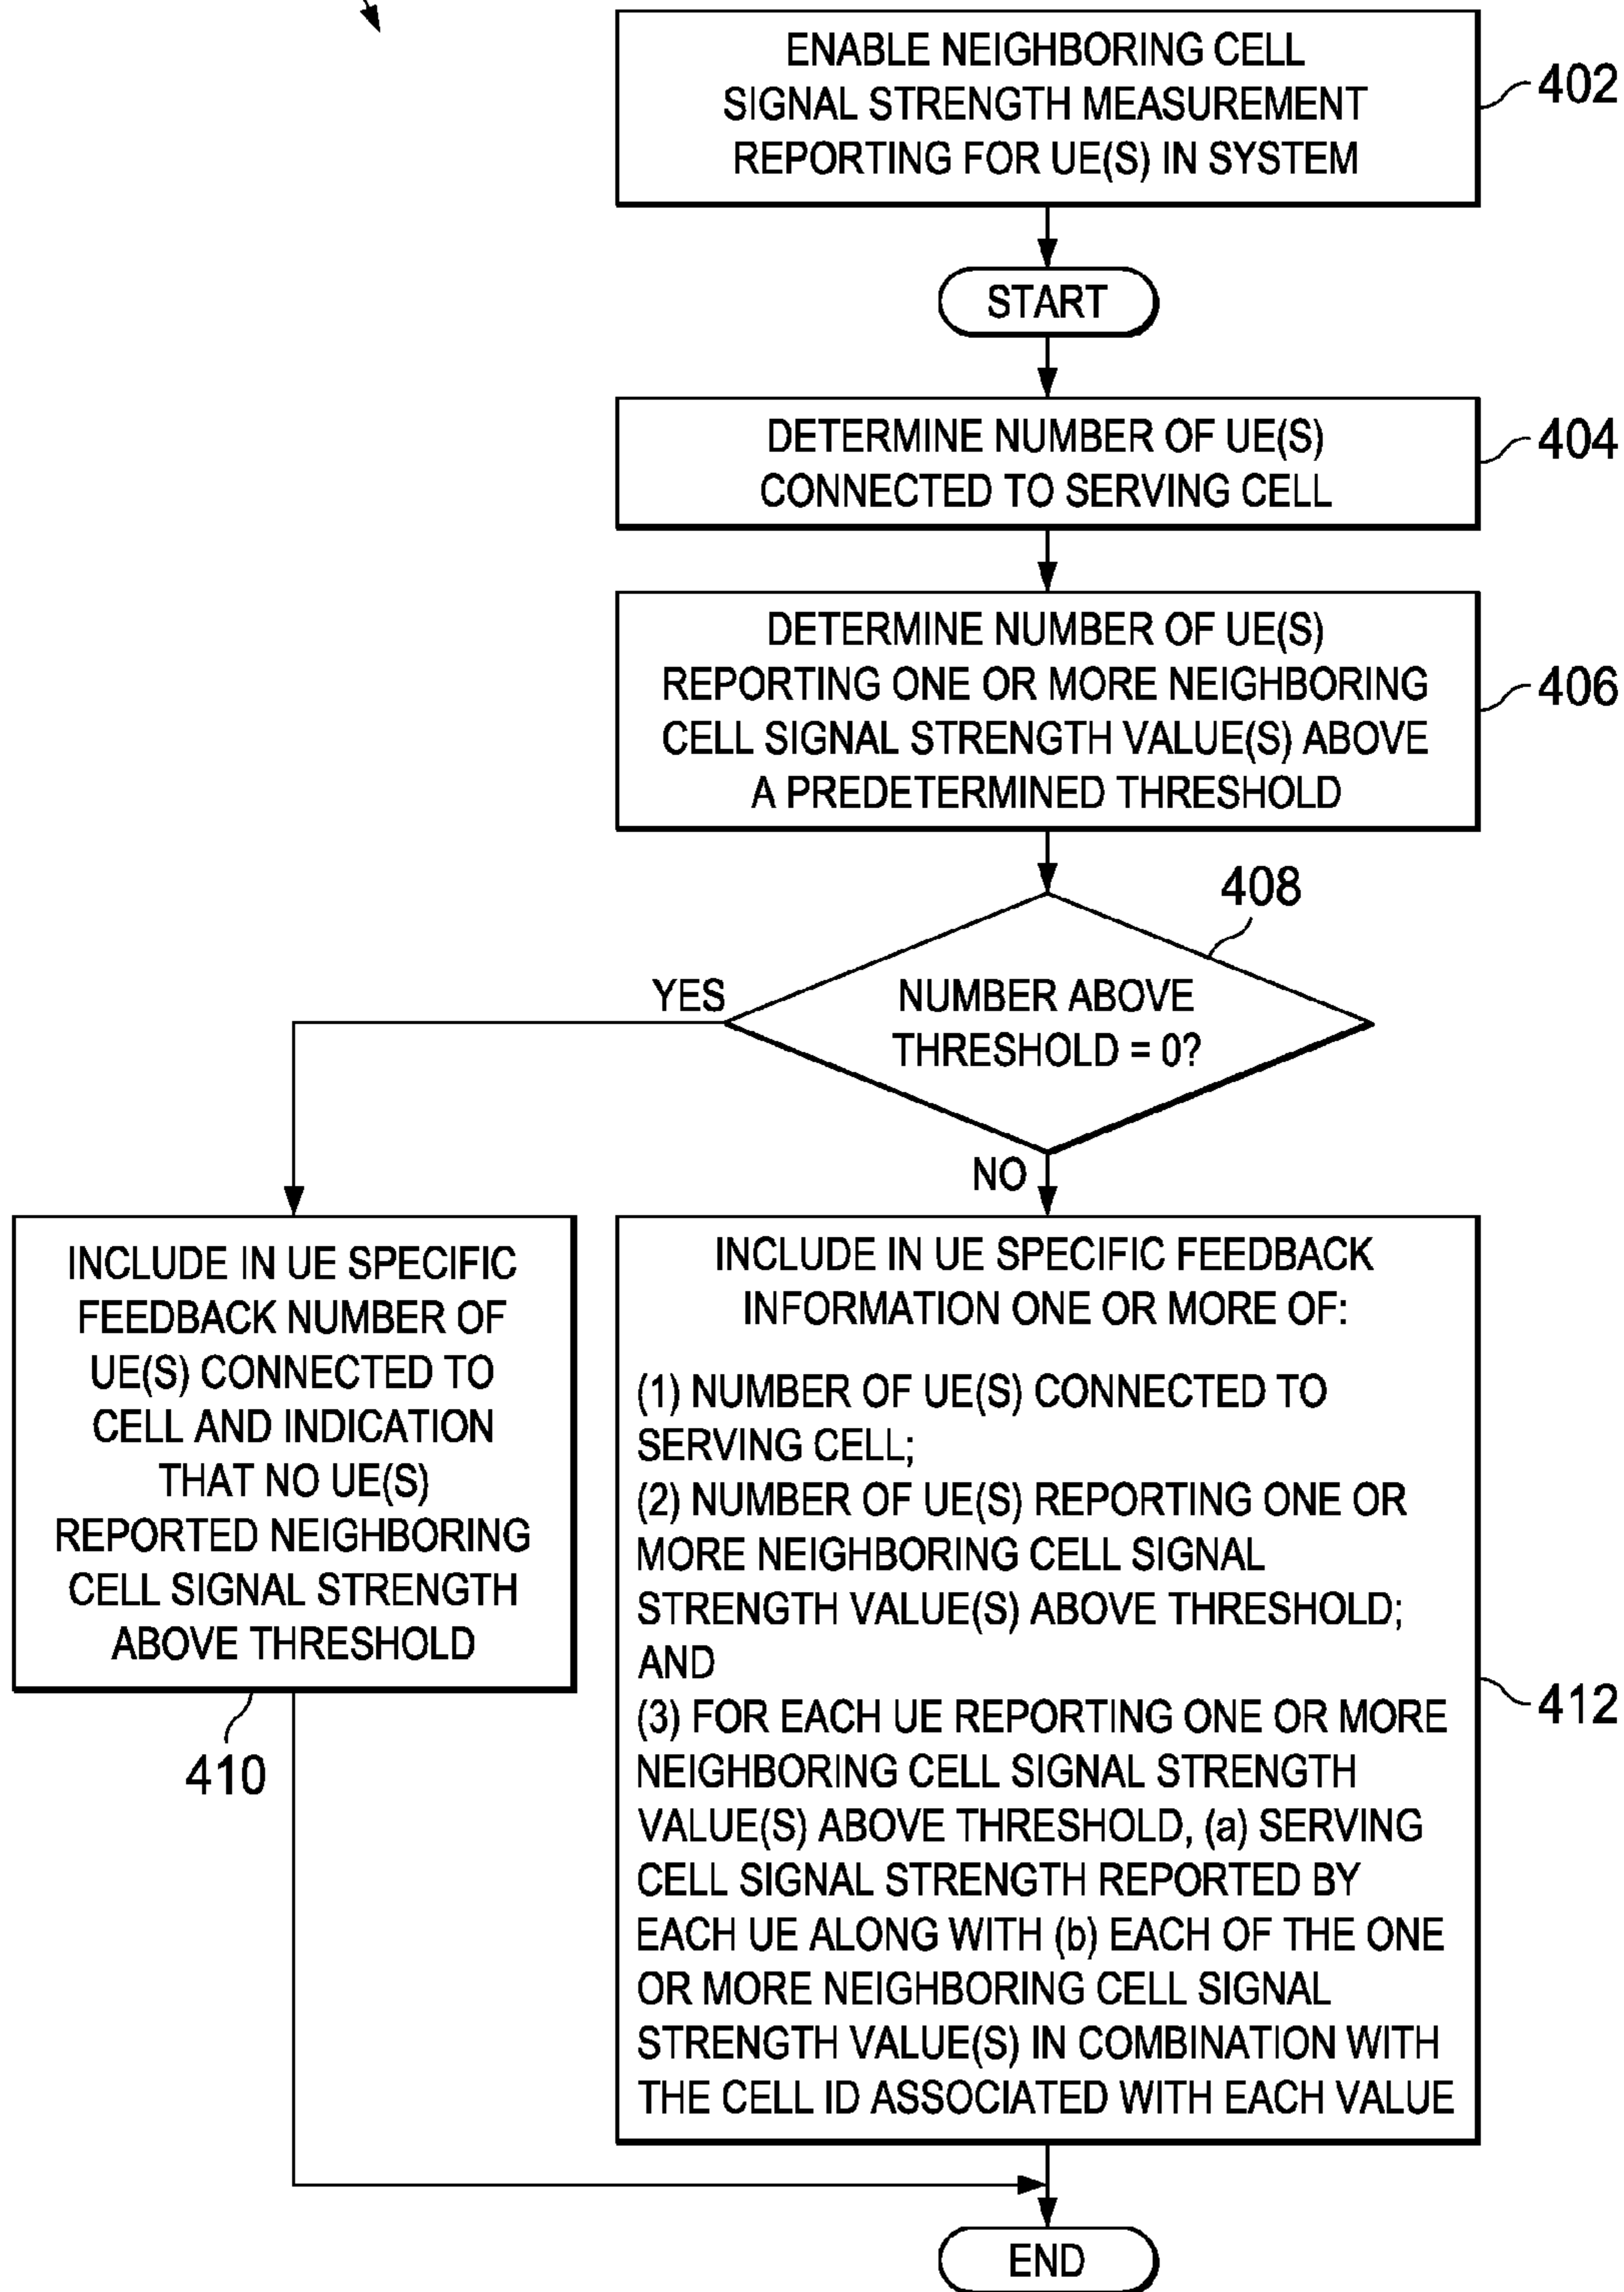 ENABLE NEIGHBORING CELL
SIGNAL STRENGTH MEASUREMENT
REPORTING FOR UE(S) IN SYSTEM
402
START
DETERMINE NUMBER OF UE(S)
CONNECTED TO SERVING CELL
404
DETERMINE NUMBER OF UE(S)
REPORTING ONE OR MORE NEIGHBORING
CELL SIGNAL STRENGTH VALUE(S) ABOVE
A PREDETERMINED THRESHOLD
406
408
NUMBER ABOVE
THRESHOLD = 0?
YES
NO
INCLUDE IN UE SPECIFIC
FEEDBACK NUMBER OF
UE(S) CONNECTED TO
CELL AND INDICATION
THAT NO UE(S)
REPORTED NEIGHBORING
CELL SIGNAL STRENGTH
ABOVE THRESHOLD
410
INCLUDE IN UE SPECIFIC FEEDBACK
INFORMATION ONE OR MORE OF:
(1) NUMBER OF UE(S) CONNECTED TO
SERVING CELL;
(2) NUMBER OF UE(S) REPORTING ONE OR
MORE NEIGHBORING CELL SIGNAL
STRENGTH VALUE(S) ABOVE THRESHOLD;
AND
(3) FOR EACH UE REPORTING ONE OR MORE
NEIGHBORING CELL SIGNAL STRENGTH
VALUE(S) ABOVE THRESHOLD, (a) SERVING
CELL SIGNAL STRENGTH REPORTED BY
EACH UE ALONG WITH (b) EACH OF THE ONE
OR MORE NEIGHBORING CELL SIGNAL
STRENGTH VALUE(S) IN COMBINATION WITH
THE CELL ID ASSOCIATED WITH EACH VALUE
412
END